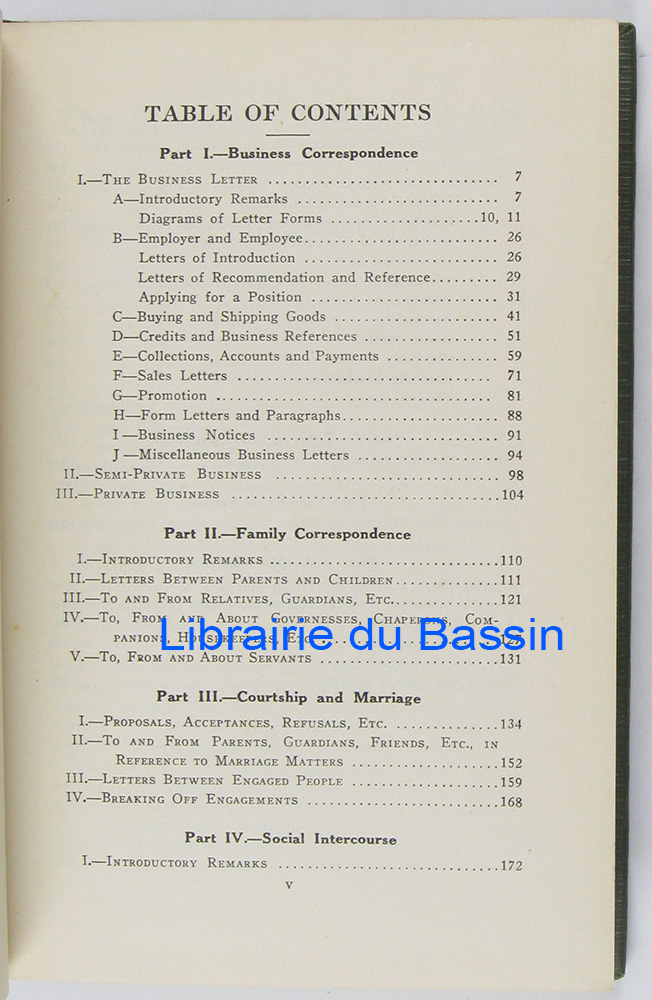 TABLE OF CONTENTS
Part I.—Business Correspondence
I.—The Business Letter .............................. 7
A—Introductory Remarks ........................... 7
Diagrams of Letter Forms ....................10, 11
B—Employer and Employee.......................... 26
Letters of Introduction .......................... 26
Letters of Recommendation and Reference......... 29
Applying for a Position ......................... 31
C—Buying and Shipping Goods ...................... 41
D—Credits and Business References .................. 51
E—Collections, Accounts and Payments ............... 59
F—Sales Letters .................................. 71
G—Promotion ..................................... 81
H—Form Letters and Paragraphs..................... 88
I—Business Notices ............................... 91
J—Miscellaneous Business Letters ................... 94
II.—Semi-Private Business .............................. 98
III.—Private Business ....................................104
Part II.—Family Correspondence
I.—Introductory Remarks ...............................110
II.—Letters Between Parents and Children..............111
III.—To and From Relatives, Guardians, Etc..............121
IV.—To, From and About Governesses, Chaperons, Com-
panions, Housekeepers, Etc.
Librairie du Bassin
V.—To, From and About Servants ........................131
Part III.—Courtship and Marriage
I.—Proposals, Acceptances, Refusals, Etc. ..............134
II.—To and From Parents, Guardians, Friends, Etc., in
Reference to Marriage Matters ....................152
III.—Letters Between Engaged People ....................159
IV.—Breaking Off Engagements ..........................168
Part IV.—Social Intercourse
I.—Introductory Remarks ..............................172
v